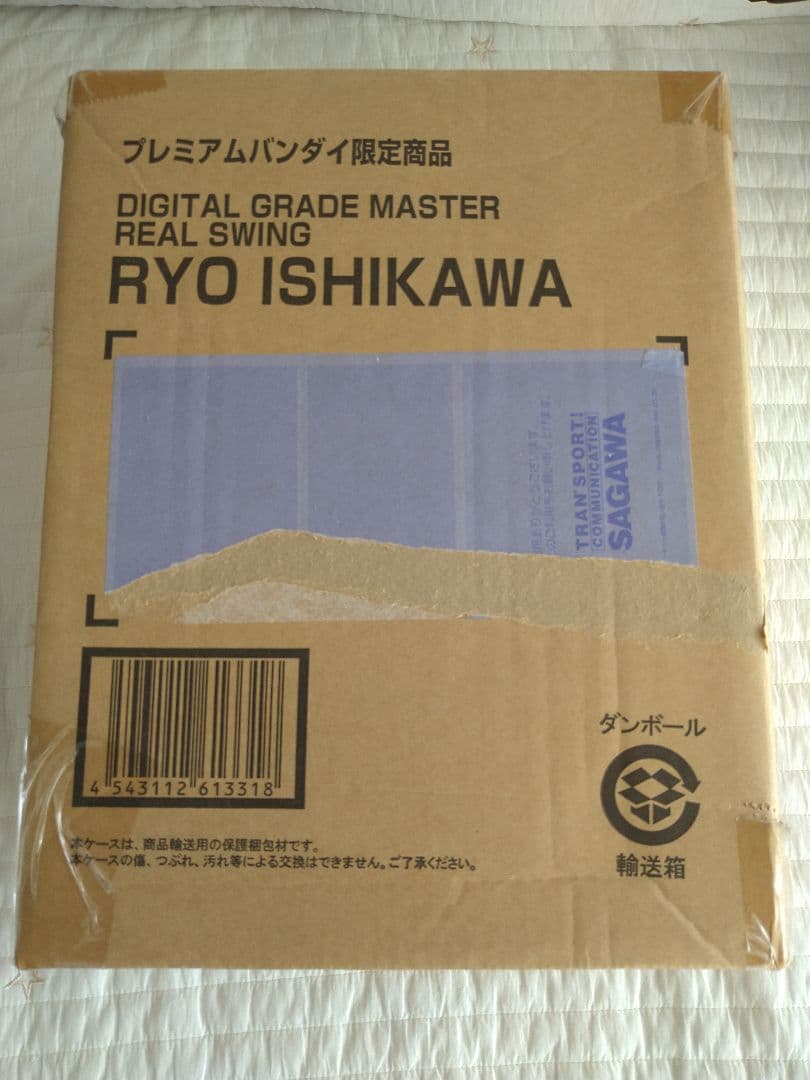 プレミアムバンダイ限定商品
DIGITAL GRADE MASTER
REAL SWING
RYO ISHIKAWA
TRAN'SPORT!
COMMUNICATION
SAGAWA
4 543112 613318
ダンボール
輸送箱
本ケースは、商品輸送用の保護梱包材です。
本ケースの傷、つぶれ、汚れ等による交換はできません。ご了承ください。